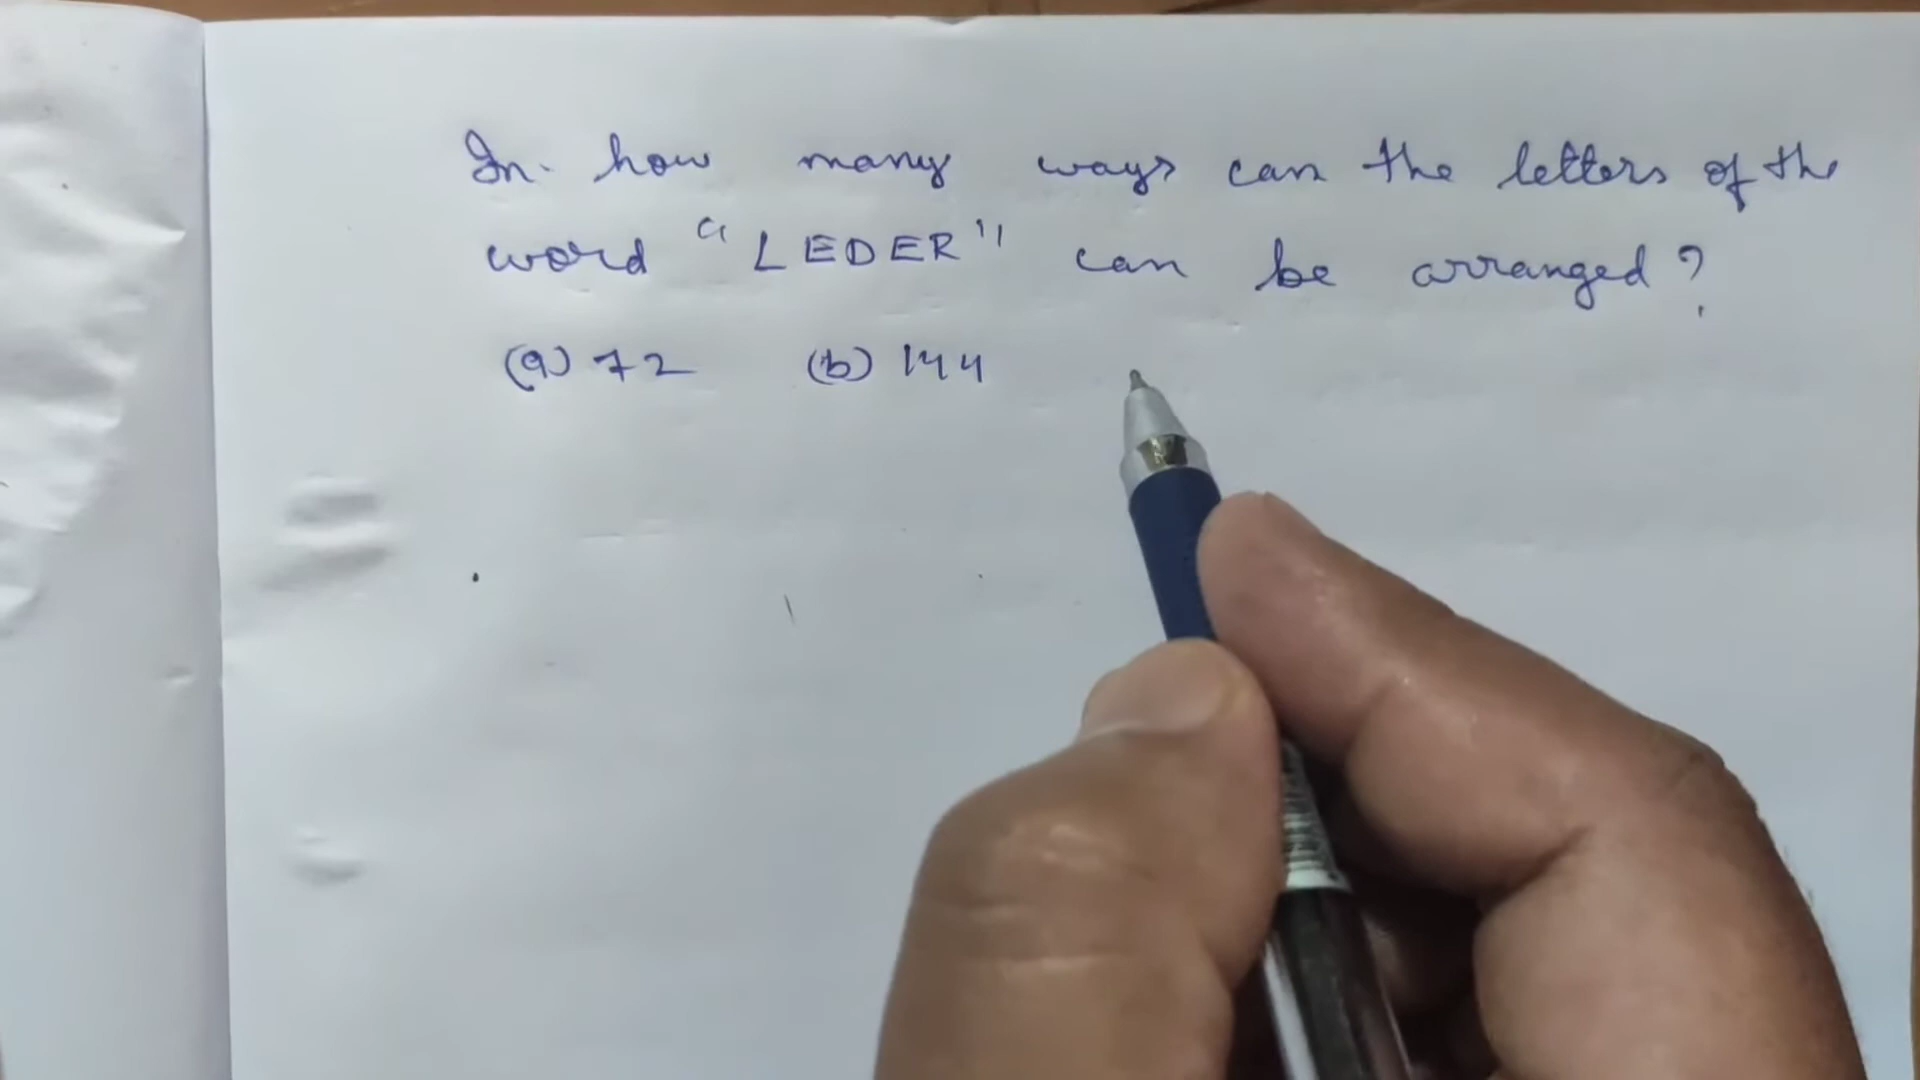 In how many ways can the letters of the
word "LEDER" can be arranged?
(a) 72 (b) 144